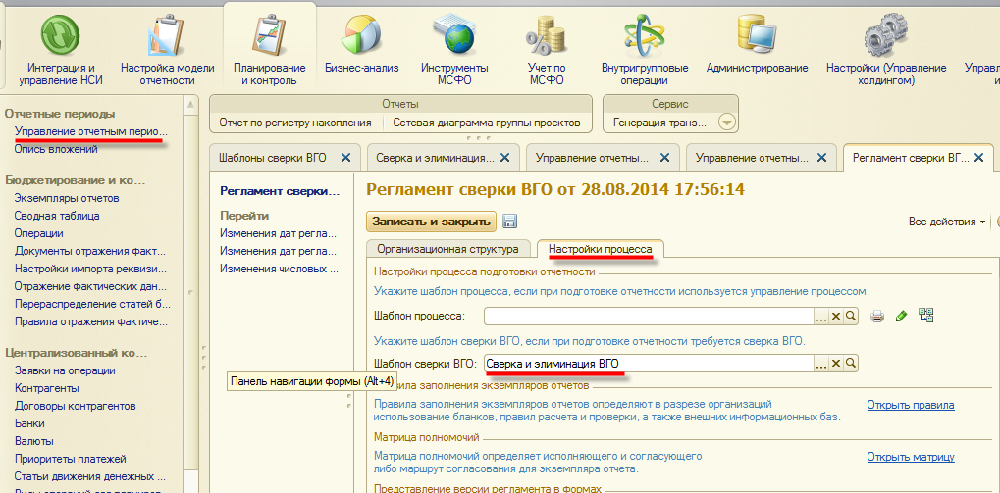 Интеграция и
управление НСИ
Настройка модели
отчетности
Планирование
и контроль
Бизнес-анализ
Инструменты
МСФО
Учет по
МСФО
Внутригрупповые
операции
Администрирование
Настройки (Управление
холдингом)
Управл
и
Отчетные периоды
Управление отчетным перио...
Опись вложений
Бюджетирование и ко...
Экземпляры отчетов
Сводная таблица
Операции
Документы отражения факт...
Настройки импорта реквизи...
Отражение фактических дан...
Перераспределение статей б...
Правила отражения фактиче...
Централизованный ко...
Заявки на операции
Контрагенты
Договоры контрагентов
Банки
Валюты
Приоритеты платежей
Статьи движения денежных ...
Отчеты
Отчет по регистру накопления
Сетевая диаграмма группы проектов
Сервис
Генерация транз...
Шаблоны сверки ВГО
Сверка и элиминация...
Управление отчетны...
Управление отчетны...
Регламент сверки ВГ...
Регламент сверки...
Перейти
Изменения дат регла...
Изменения дат регла...
Изменения числовых ...
Панель навигации формы (Alt+4)
Регламент сверки ВГО от 28.08.2014 17:56:14
Записать и закрыть
Все действия
Организационная структура
Настройки процесса
Настройки процесса подготовки отчетности
Укажите шаблон процесса, если при подготовке отчетности используется управление процессом.
Шаблон процесса:
Укажите шаблон сверки ВГО, если при подготовке отчетности требуется сверка ВГО.
Шаблон сверки ВГО: Сверка и элиминация ВГО
ила заполнения экземпляров отчетов
Правила заполнения экземпляров отчетов определяют в разрезе организаций
использование бланков, правил расчета и проверки, а также внешних информационных баз.
Открыть правила
Матрица полномочий
Матрица полномочий определяет исполняющего и согласующего
либо маршрут согласования для экземпляра отчета.
Открыть матрицу
Представление версии регламента в формах